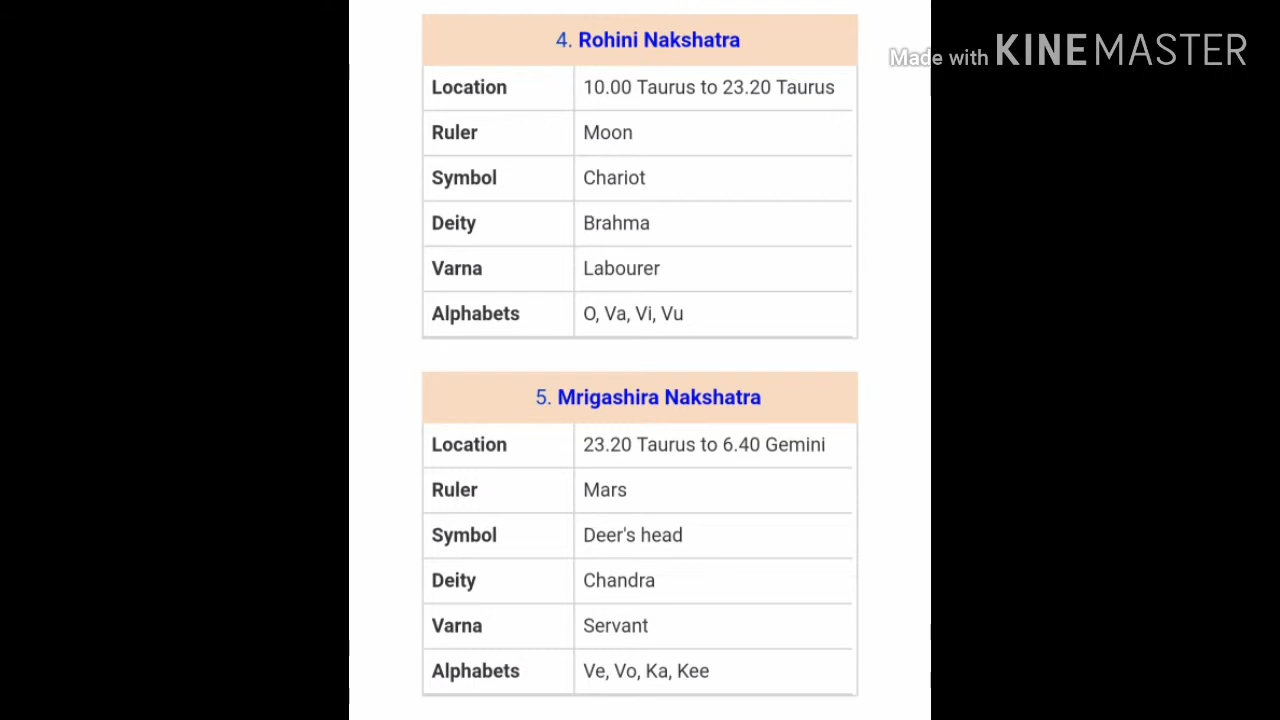 4. Rohini Nakshatra
Made with KINEMASTER
Location 10.00 Taurus to 23.20 Taurus
Ruler Moon
Symbol Chariot
Deity Brahma
Varna Labourer
Alphabets O, Va, Vi, Vu
5. Mrigashira Nakshatra
Location 23.20 Taurus to 6.40 Gemini
Ruler Mars
Symbol Deer's head
Deity Chandra
Varna Servant
Alphabets Ve, Vo, Ka, Kee